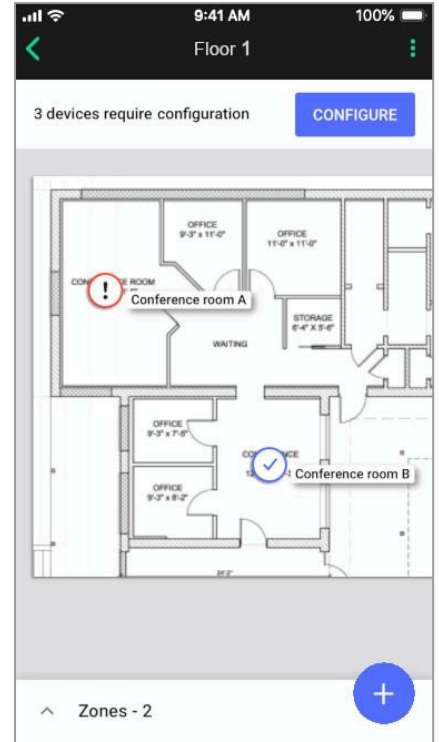 9:41 AM
100%
Floor 1
3 devices require configuration
CONFIGURE
OFFICE
9'-3" x 11'-0"
OFFICE
11'-0" x 11'-0"
ROOM
Conference room A
STORAGE
6'-4" X 5'-6"
WAITING
OFFICE
9'-3" x 7'-5"
Conference room B
OFFICE
9'-3" x 8'-2"
Zones - 2